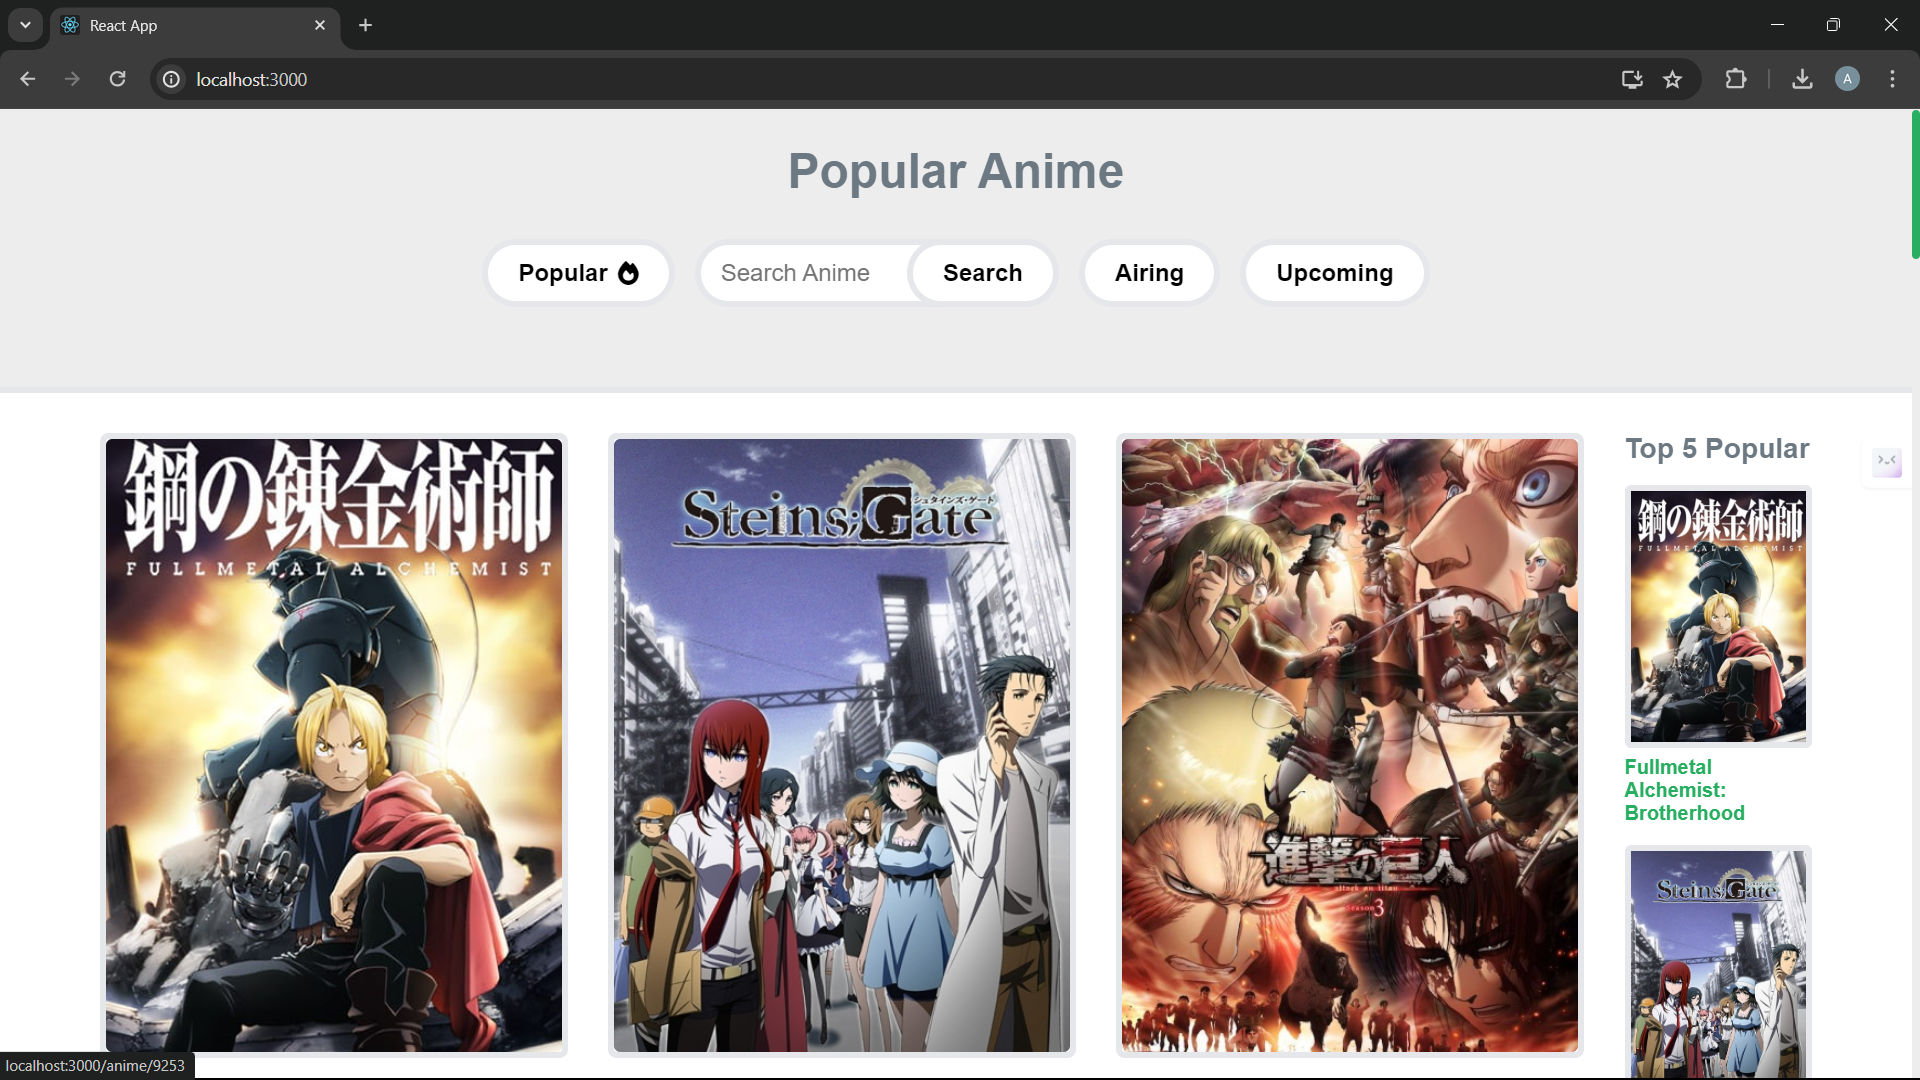 React App
localhost:3000
A
Popular Anime
Popular
Search Anime
Search
Airing
Upcoming
鋼の錬金術師
FULLMETAL ALCHEMIST
Steins;Gate
シュタインズ・ゲート
進撃の巨人
attack on titan
Season3
Top 5 Popular
鋼の錬金術師
FULLMETAL ALCHEMIST
Fullmetal
Alchemist:
Brotherhood
Steins;Gate
localhost:3000/anime/9253